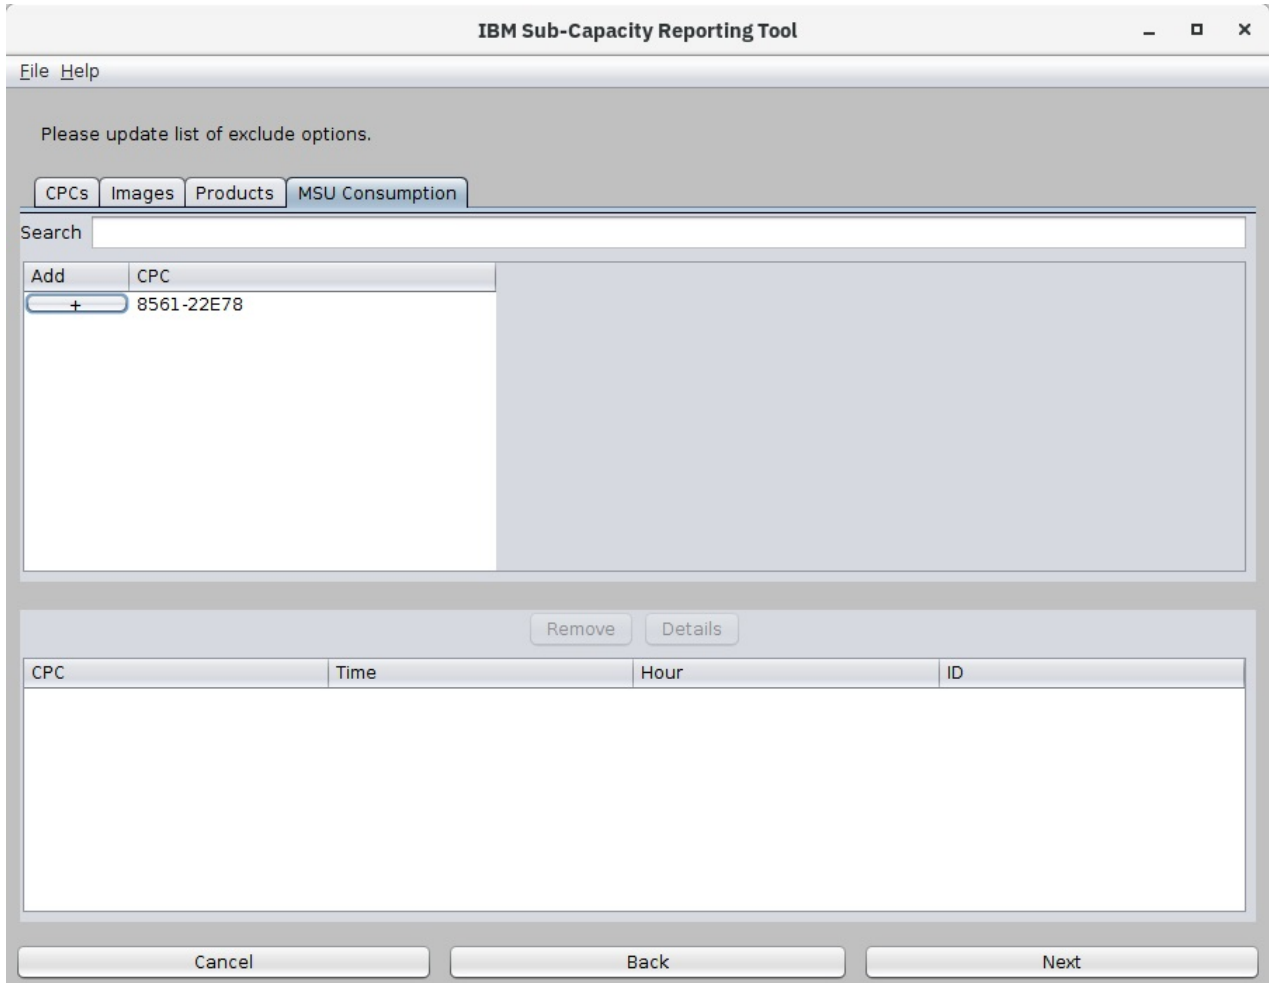 IBM Sub-Capacity Reporting Tool
File Help
Please update list of exclude options.
CPCs Images Products MSU Consumption
Search
Add CPC
+ 8561-22E78
Remove Details
CPC Time Hour ID
Cancel Back Next